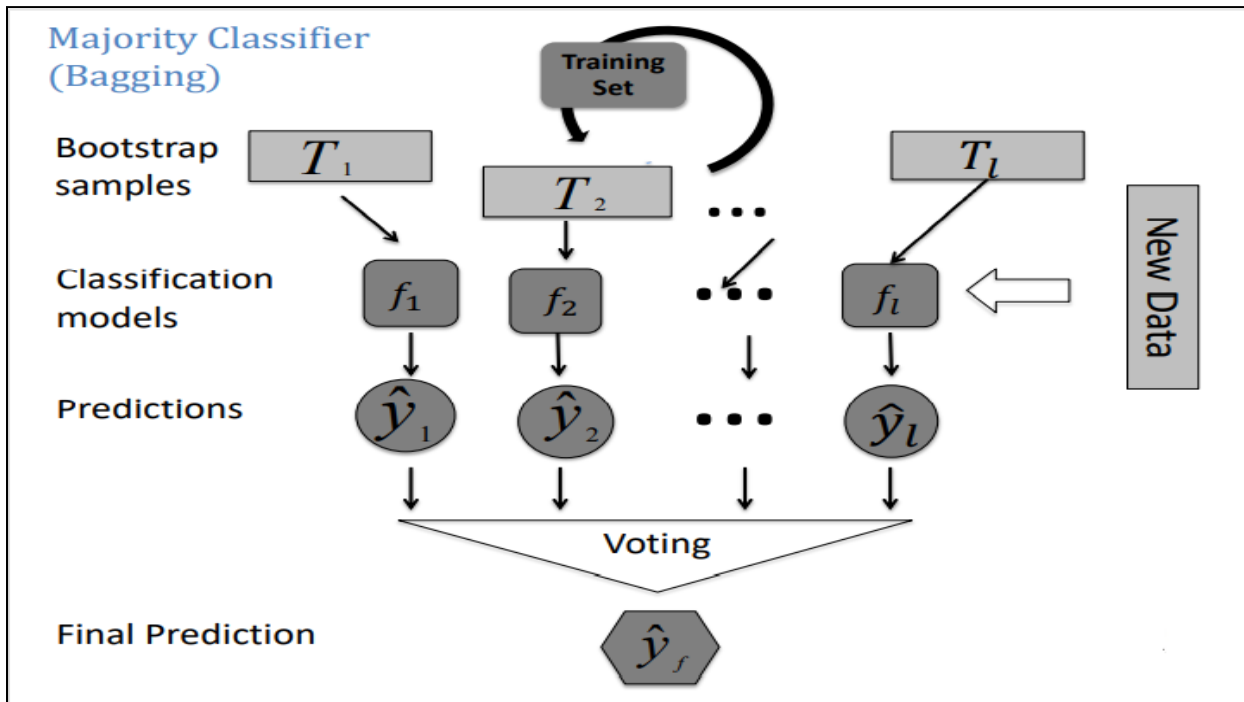 Majority Classifier
(Bagging)
Training
Set
Bootstrap
samples
T₁
T₂
...
Tₗ
New Data
Classification
models
f₁
f₂
...
fₗ
Predictions
ŷ₁
ŷ₂
...
ŷₗ
Voting
Final Prediction
ŷ_f